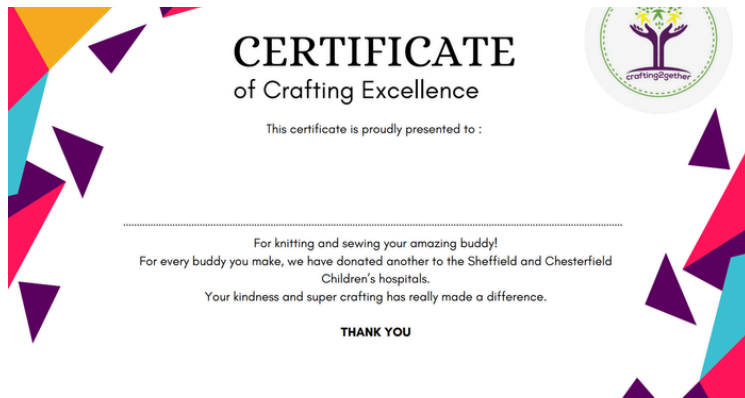 CERTIFICATE
of Crafting Excellence
crafting2gether
This certificate is proudly presented to :
For knitting and sewing your amazing buddy!
For every buddy you make, we have donated another to the Sheffield and Chesterfield
Children’s hospitals.
Your kindness and super crafting has really made a difference.
THANK YOU